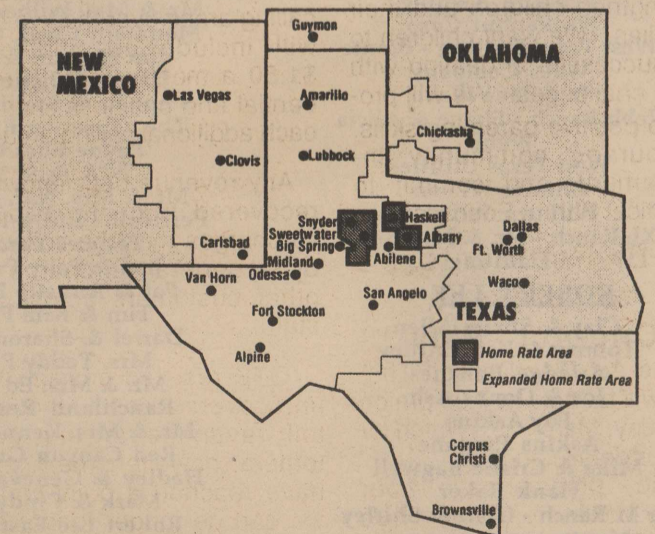 Guymon
NEW
MEXICO
OKLAHOMA
Las Vegas
Amarillo
Chickasha
Clovis
Lubbock
Snyder
Haskell
Sweetwater
Albany
Big Spring
Abilene
Dallas
Ft. Worth
Carlsbad
Midland
Odessa
Van Horn
Waco
San Angelo
Fort Stockton
TEXAS
Alpine
Home Rate Area
Expanded Home Rate Area
Corpus
Christi
Brownsville